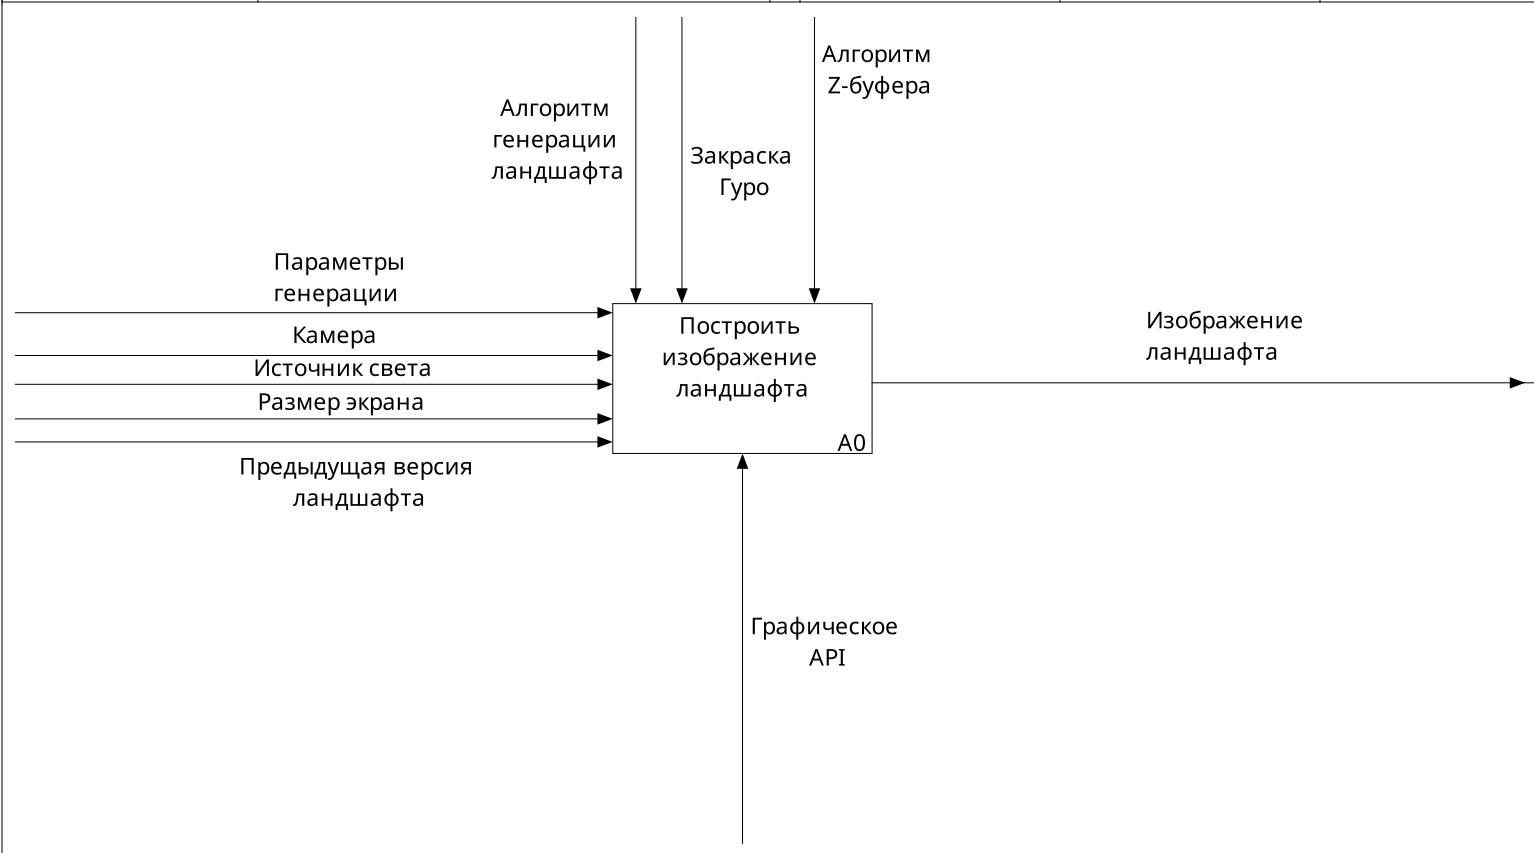 Алгоритм
Z-буфера
Алгоритм
генерации
ландшафта
Закраска
Гуро
Параметры
генерации
Камера
Источник света
Размер экрана
Предыдущая версия
ландшафта
Построить
изображение
ландшафта
A0
Изображение
ландшафта
Графическое
API